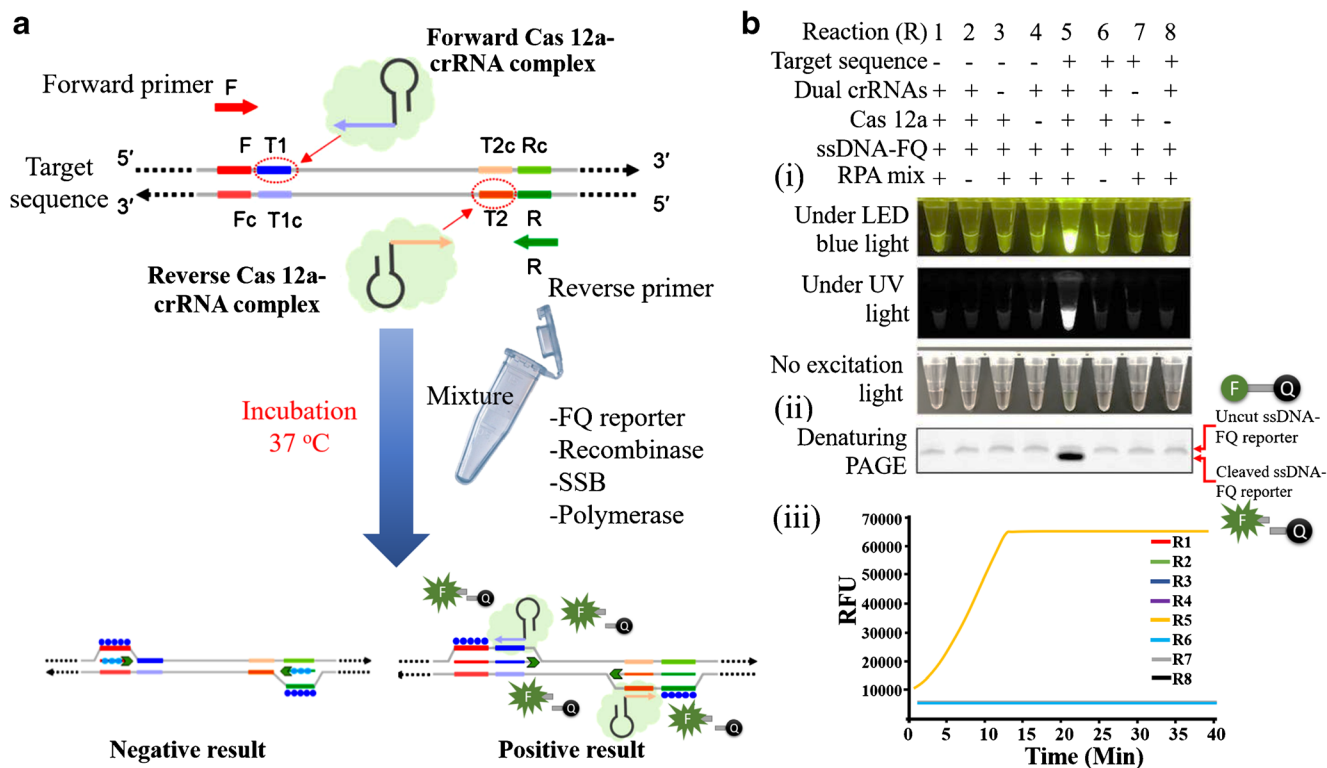 a
Forward Cas 12a-
crRNA complex
Forward primer
F
F T1 T2c Rc
5′ 3′
Target
sequence
3′ 5′
Fc T1c T2 R
R
Reverse Cas 12a-
crRNA complex
Reverse primer
Incubation
37 °C
Mixture
-FQ reporter
-Recombinase
-SSB
-Polymerase
F Q
F Q
F Q
F Q
Negative result
Positive result
b
Reaction (R) 1 2 3 4 5 6 7 8
Target sequence - - - - + + + +
Dual crRNAs + + - + + + - +
Cas 12a + + + - + + + -
ssDNA-FQ + + + + + + + +
(i) RPA mix + - + + + - + +
Under LED
blue light
Under UV
light
No excitation
light
(ii)
Denaturing
PAGE
F Q
Uncut ssDNA-
FQ reporter
Cleaved ssDNA-
FQ reporter
F Q
(iii)
70000
60000
50000
40000
30000
20000
10000
RFU
0 5 10 15 20 25 30 35 40
Time (Min)
R1
R2
R3
R4
R5
R6
R7
R8